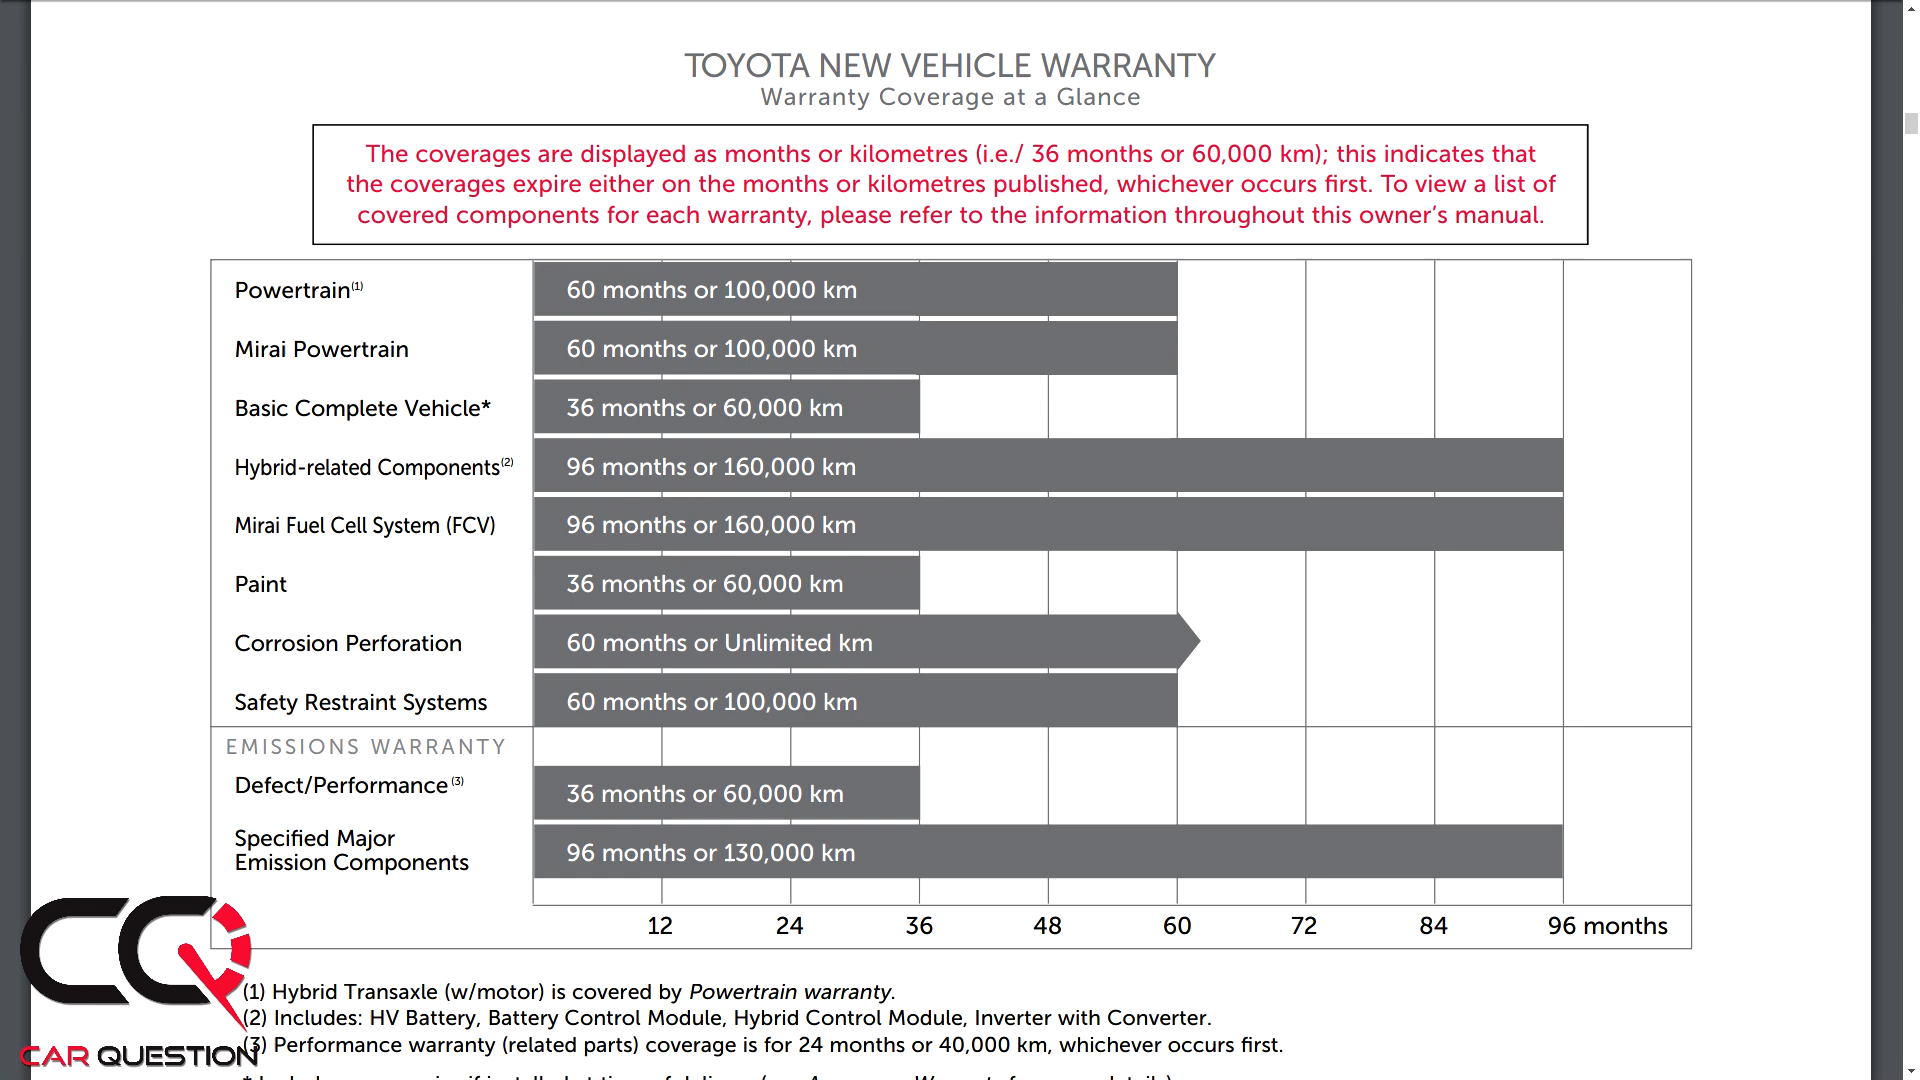 TOYOTA NEW VEHICLE WARRANTY
Warranty Coverage at a Glance
The coverages are displayed as months or kilometres (i.e./ 36 months or 60,000 km); this indicates that
the coverages expire either on the months or kilometres published, whichever occurs first. To view a list of
covered components for each warranty, please refer to the information throughout this owner's manual.
Powertrain(1) 60 months or 100,000 km
Mirai Powertrain 60 months or 100,000 km
Basic Complete Vehicle* 36 months or 60,000 km
Hybrid-related Components(2) 96 months or 160,000 km
Mirai Fuel Cell System (FCV) 96 months or 160,000 km
Paint 36 months or 60,000 km
Corrosion Perforation 60 months or Unlimited km
Safety Restraint Systems 60 months or 100,000 km
EMISSIONS WARRANTY
Defect/Performance(3) 36 months or 60,000 km
Specified Major
Emission Components 96 months or 130,000 km
12 24 36 48 60 72 84 96 months
(1) Hybrid Transaxle (w/motor) is covered by Powertrain warranty.
(2) Includes: HV Battery, Battery Control Module, Hybrid Control Module, Inverter with Converter.
(3) Performance warranty (related parts) coverage is for 24 months or 40,000 km, whichever occurs first.
CQ
CAR QUESTION